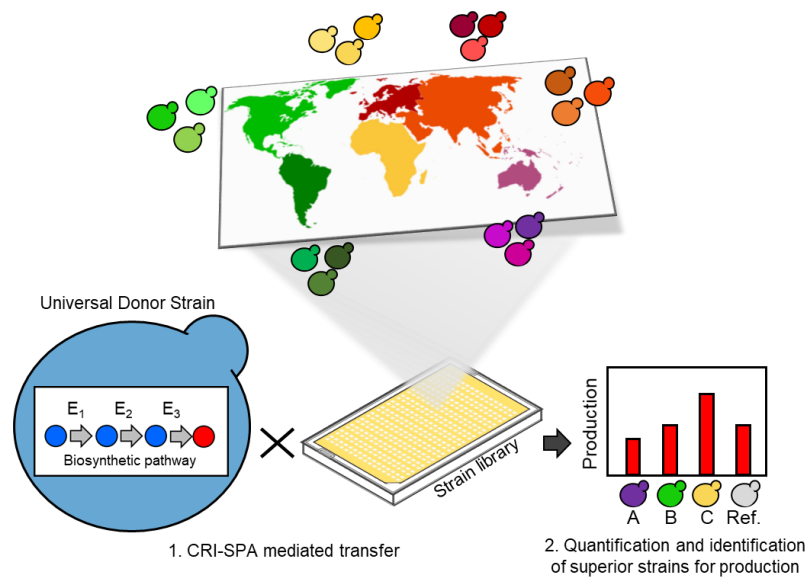 Universal Donor Strain
E1 E2 E3
Biosynthetic pathway
Strain library
Production
A B C Ref.
1. CRI-SPA mediated transfer
2. Quantification and identification
of superior strains for production